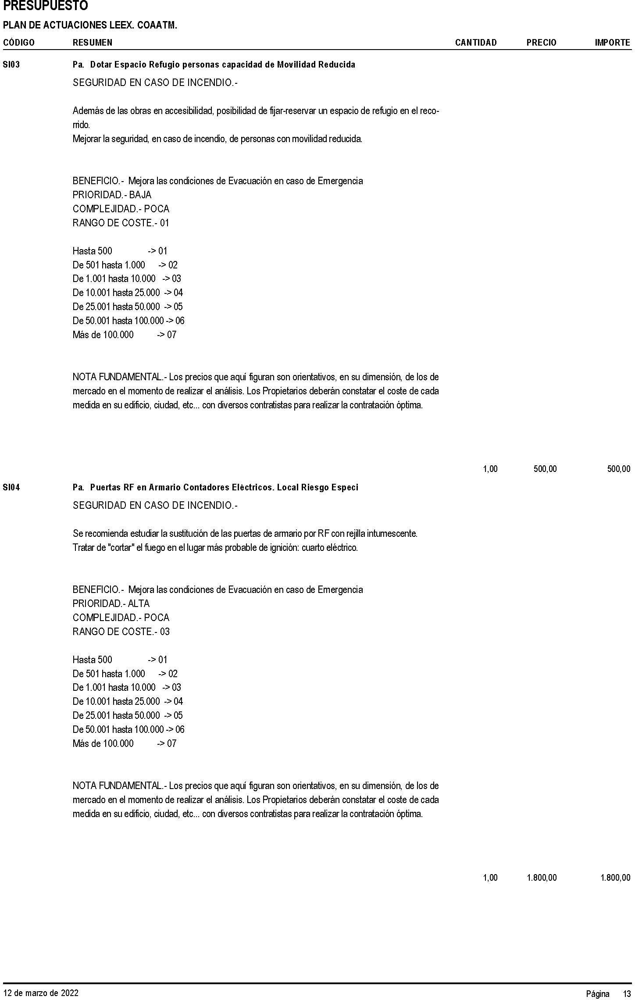 PRESUPUESTO
PLAN DE ACTUACIONES LEEX. COAATM.
CÓDIGO RESUMEN CANTIDAD PRECIO IMPORTE
SI03 Pa. Dotar Espacio Refugio personas capacidad de Movilidad Reducida
SEGURIDAD EN CASO DE INCENDIO.-
Además de las obras en accesibilidad, posibilidad de fijar-reservar un espacio de refugio en el reco-
rrido.
Mejorar la seguridad, en caso de incendio, de personas con movilidad reducida.
BENEFICIO.- Mejora las condiciones de Evacuación en caso de Emergencia
PRIORIDAD.- BAJA
COMPLEJIDAD.- POCA
RANGO DE COSTE.- 01
Hasta 500 -> 01
De 501 hasta 1.000 -> 02
De 1.001 hasta 10.000 -> 03
De 10.001 hasta 25.000 -> 04
De 25.001 hasta 50.000 -> 05
De 50.001 hasta 100.000 -> 06
Más de 100.000 -> 07
NOTA FUNDAMENTAL.- Los precios que aquí figuran son orientativos, en su dimensión, de los de
mercado en el momento de realizar el análisis. Los Propietarios deberán constatar el coste de cada
medida en su edificio, ciudad, etc... con diversos contratistas para realizar la contratación óptima.
1,00 500,00 500,00
SI04 Pa. Puertas RF en Armario Contadores Eléctricos. Local Riesgo Especi
SEGURIDAD EN CASO DE INCENDIO.-
Se recomienda estudiar la sustitución de las puertas de armario por RF con rejilla intumescente.
Tratar de "cortar" el fuego en el lugar más probable de ignición: cuarto eléctrico.
BENEFICIO.- Mejora las condiciones de Evacuación en caso de Emergencia
PRIORIDAD.- ALTA
COMPLEJIDAD.- POCA
RANGO DE COSTE.- 03
Hasta 500 -> 01
De 501 hasta 1.000 -> 02
De 1.001 hasta 10.000 -> 03
De 10.001 hasta 25.000 -> 04
De 25.001 hasta 50.000 -> 05
De 50.001 hasta 100.000 -> 06
Más de 100.000 -> 07
NOTA FUNDAMENTAL.- Los precios que aquí figuran son orientativos, en su dimensión, de los de
mercado en el momento de realizar el análisis. Los Propietarios deberán constatar el coste de cada
medida en su edificio, ciudad, etc... con diversos contratistas para realizar la contratación óptima.
1,00 1.800,00 1.800,00
12 de marzo de 2022 Página 13